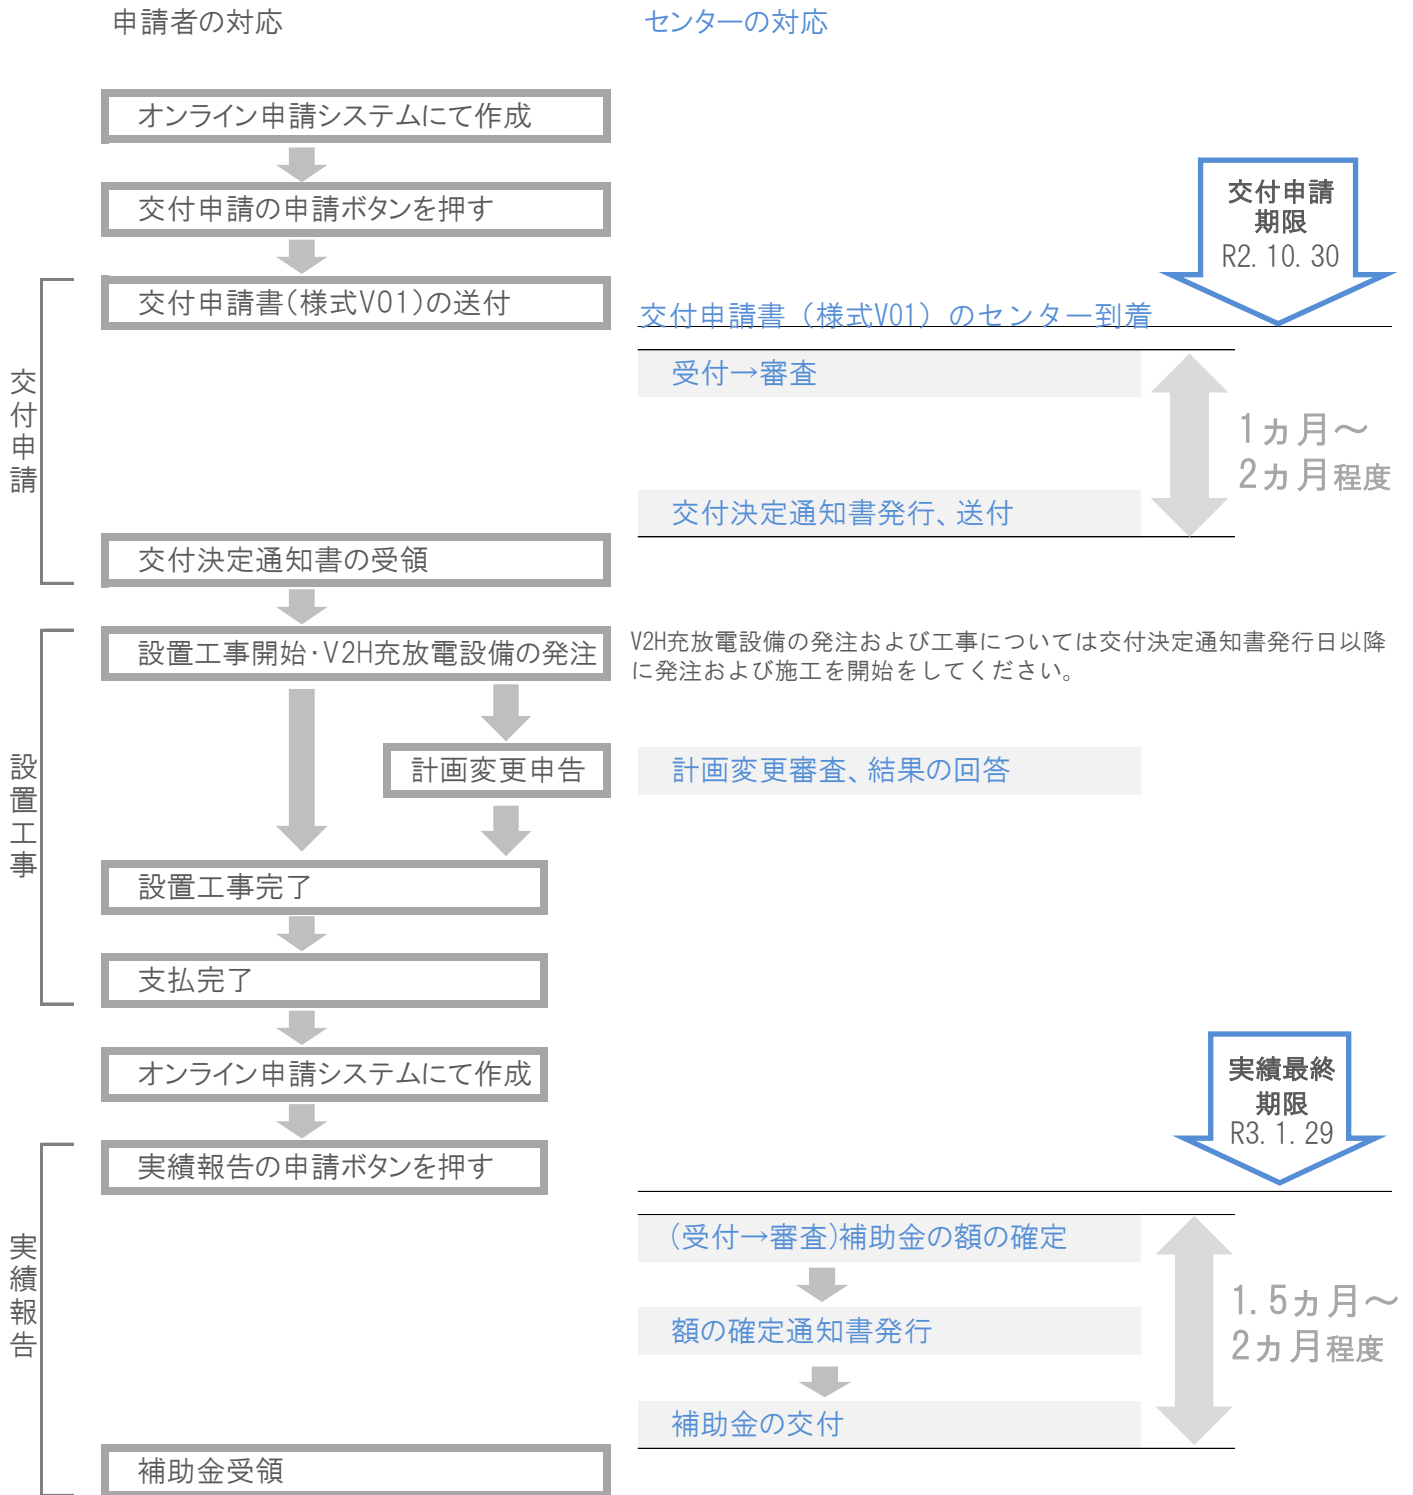 申請者の対応
センターの対応
オンライン申請システムにて作成
交付申請の申請ボタンを押す
交付申請
期限
R2.10.30
交付申請書(様式V01)の送付
交付申請書（様式V01）のセンター到着
交付申請
受付→審査
1ヵ月～
2ヵ月程度
交付決定通知書発行、送付
交付決定通知書の受領
設置工事
設置工事開始・V2H充放電設備の発注
V2H充放電設備の発注および工事については交付決定通知書発行日以降
に発注および施工を開始をしてください。
計画変更申告
計画変更審査、結果の回答
設置工事完了
支払完了
オンライン申請システムにて作成
実績最終
期限
R3.1.29
実績報告の申請ボタンを押す
実績報告
(受付→審査)補助金の額の確定
1.5ヵ月～
2ヵ月程度
額の確定通知書発行
補助金の交付
補助金受領